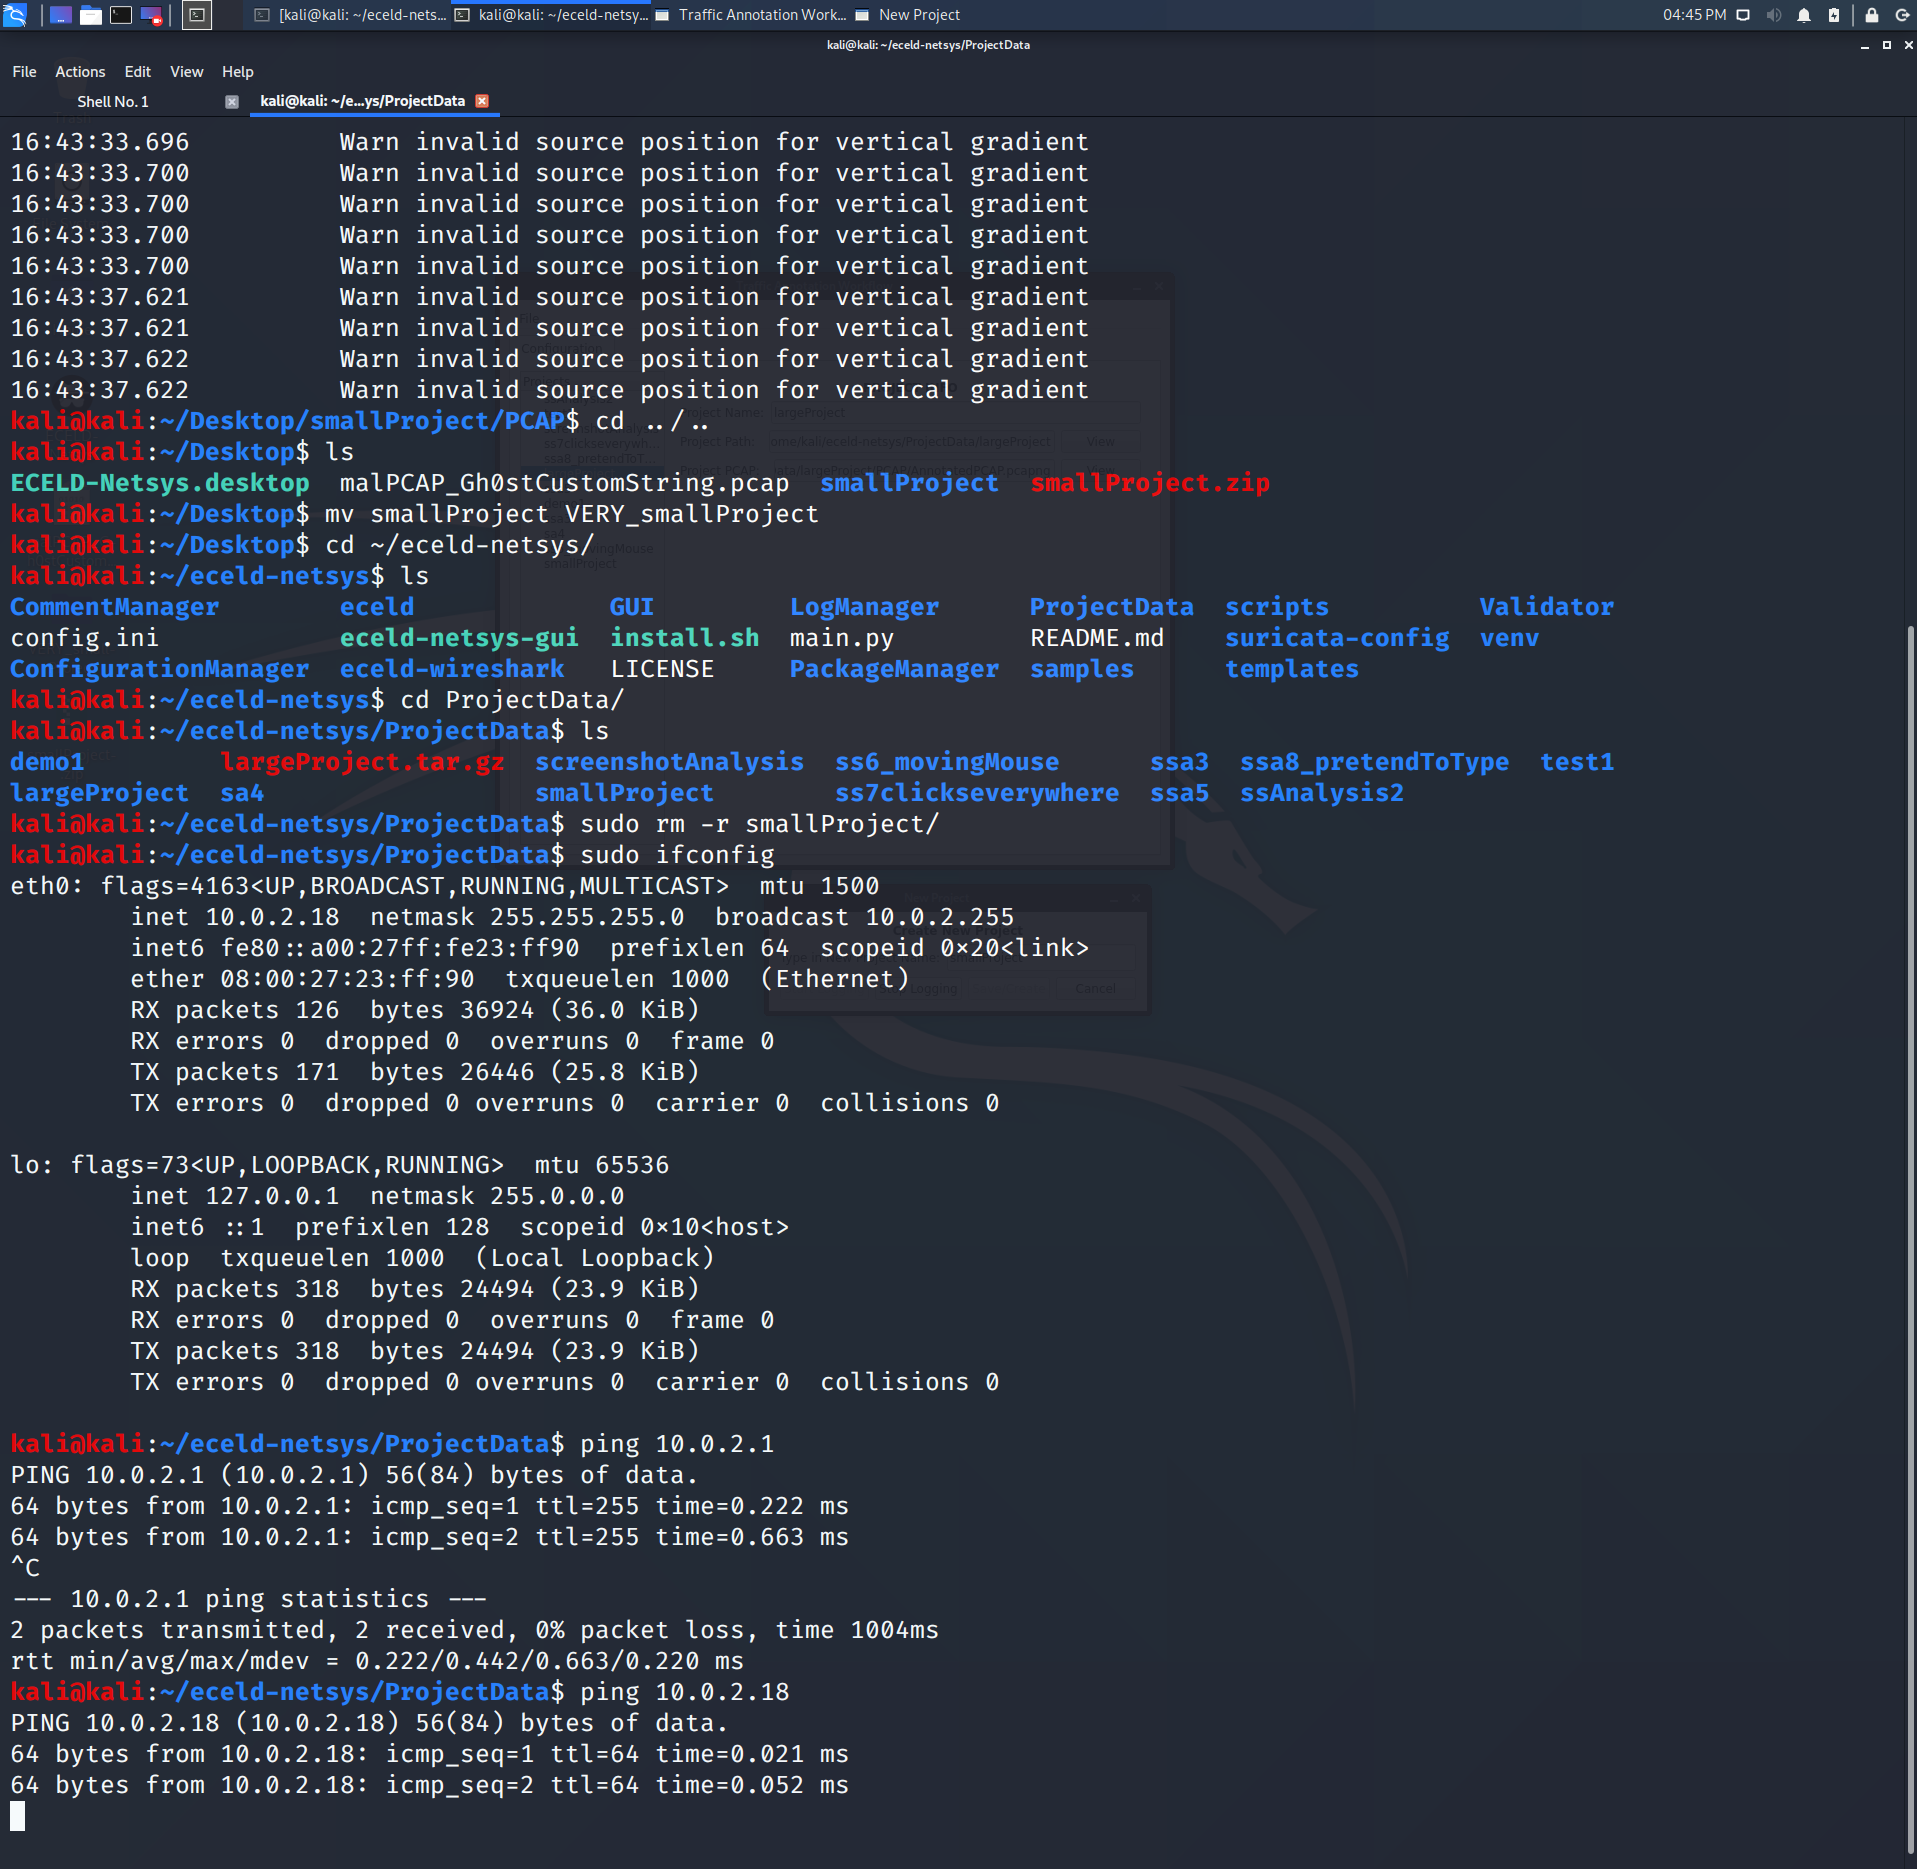 [kali@kali: ~/eceld-nets... kali@kali: ~/eceld-netsy... Traffic Annotation Work... New Project 04:45 PM
kali@kali: ~/eceld-netsys/ProjectData
File Actions Edit View Help
Shell No. 1 kali@kali: ~/e...ys/ProjectData
16:43:33.696 Warn invalid source position for vertical gradient
16:43:33.700 Warn invalid source position for vertical gradient
16:43:33.700 Warn invalid source position for vertical gradient
16:43:33.700 Warn invalid source position for vertical gradient
16:43:33.700 Warn invalid source position for vertical gradient
16:43:37.621 Warn invalid source position for vertical gradient
16:43:37.621 Warn invalid source position for vertical gradient
16:43:37.622 Warn invalid source position for vertical gradient
16:43:37.622 Warn invalid source position for vertical gradient
kali@kali:~/Desktop/smallProject/PCAP$ cd ../..
kali@kali:~/Desktop$ ls
ECELD-Netsys.desktop malPCAP_Gh0stCustomString.pcap smallProject smallProject.zip
kali@kali:~/Desktop$ mv smallProject VERY_smallProject
kali@kali:~/Desktop$ cd ~/eceld-netsys/
kali@kali:~/eceld-netsys$ ls
CommentManager eceld GUI LogManager ProjectData scripts Validator
config.ini eceld-netsys-gui install.sh main.py README.md suricata-config venv
ConfigurationManager eceld-wireshark LICENSE PackageManager samples templates
kali@kali:~/eceld-netsys$ cd ProjectData/
kali@kali:~/eceld-netsys/ProjectData$ ls
demo1 largeProject.tar.gz screenshotAnalysis ss6_movingMouse ssa3 ssa8_pretendToType test1
largeProject sa4 smallProject ss7clickseverywhere ssa5 ssAnalysis2
kali@kali:~/eceld-netsys/ProjectData$ sudo rm -r smallProject/
kali@kali:~/eceld-netsys/ProjectData$ sudo ifconfig
eth0: flags=4163<UP,BROADCAST,RUNNING,MULTICAST> mtu 1500
inet 10.0.2.18 netmask 255.255.255.0 broadcast 10.0.2.255
inet6 fe80::a00:27ff:fe23:ff90 prefixlen 64 scopeid 0×20<link>
ether 08:00:27:23:ff:90 txqueuelen 1000 (Ethernet)
RX packets 126 bytes 36924 (36.0 KiB)
RX errors 0 dropped 0 overruns 0 frame 0
TX packets 171 bytes 26446 (25.8 KiB)
TX errors 0 dropped 0 overruns 0 carrier 0 collisions 0
lo: flags=73<UP,LOOPBACK,RUNNING> mtu 65536
inet 127.0.0.1 netmask 255.0.0.0
inet6 ::1 prefixlen 128 scopeid 0×10<host>
loop txqueuelen 1000 (Local Loopback)
RX packets 318 bytes 24494 (23.9 KiB)
RX errors 0 dropped 0 overruns 0 frame 0
TX packets 318 bytes 24494 (23.9 KiB)
TX errors 0 dropped 0 overruns 0 carrier 0 collisions 0
kali@kali:~/eceld-netsys/ProjectData$ ping 10.0.2.1
PING 10.0.2.1 (10.0.2.1) 56(84) bytes of data.
64 bytes from 10.0.2.1: icmp_seq=1 ttl=255 time=0.222 ms
64 bytes from 10.0.2.1: icmp_seq=2 ttl=255 time=0.663 ms
^C
--- 10.0.2.1 ping statistics ---
2 packets transmitted, 2 received, 0% packet loss, time 1004ms
rtt min/avg/max/mdev = 0.222/0.442/0.663/0.220 ms
kali@kali:~/eceld-netsys/ProjectData$ ping 10.0.2.18
PING 10.0.2.18 (10.0.2.18) 56(84) bytes of data.
64 bytes from 10.0.2.18: icmp_seq=1 ttl=64 time=0.021 ms
64 bytes from 10.0.2.18: icmp_seq=2 ttl=64 time=0.052 ms